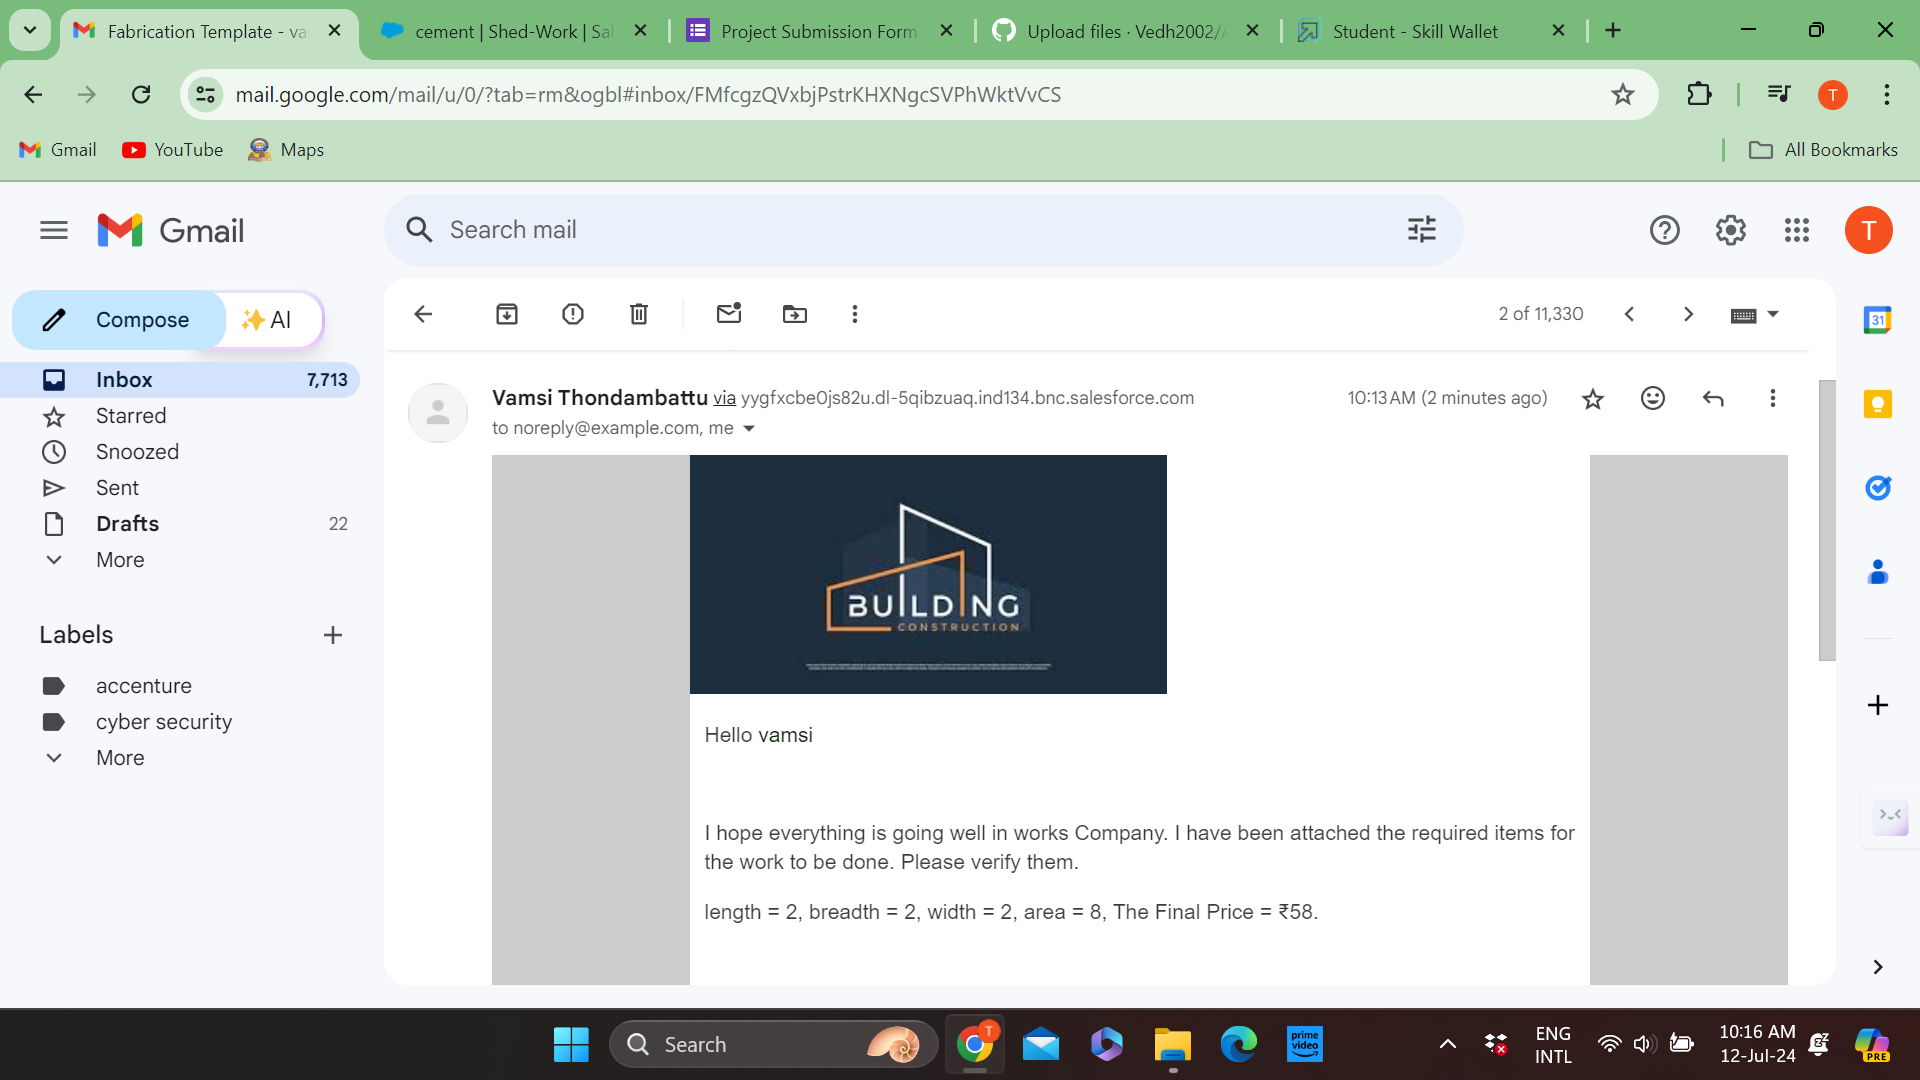 Fabrication Template - va
cement | Shed-Work | Sal
Project Submission Form
Upload files · Vedh2002/A
Student - Skill Wallet
mail.google.com/mail/u/0/?tab=rm&ogbl#inbox/FMfcgzQVxbjPstrKHXNgcSVPhWktVvCS
T
Gmail
YouTube
Maps
All Bookmarks
Gmail
Search mail
T
Compose
AI
2 of 11,330
31
Inbox 7,713
Starred
Snoozed
Sent
Drafts 22
More
Labels
accenture
cyber security
More
Vamsi Thondambattu via yygfxcbe0js82u.dl-5qibzuaq.ind134.bnc.salesforce.com
10:13 AM (2 minutes ago)
to noreply@example.com, me
BUILDING
CONSTRUCTION
Hello vamsi
I hope everything is going well in works Company. I have been attached the required items for
the work to be done. Please verify them.
length = 2, breadth = 2, width = 2, area = 8, The Final Price = ₹58.
Search
T
prime
video
ENG
INTL
10:16 AM
12-Jul-24
PRE